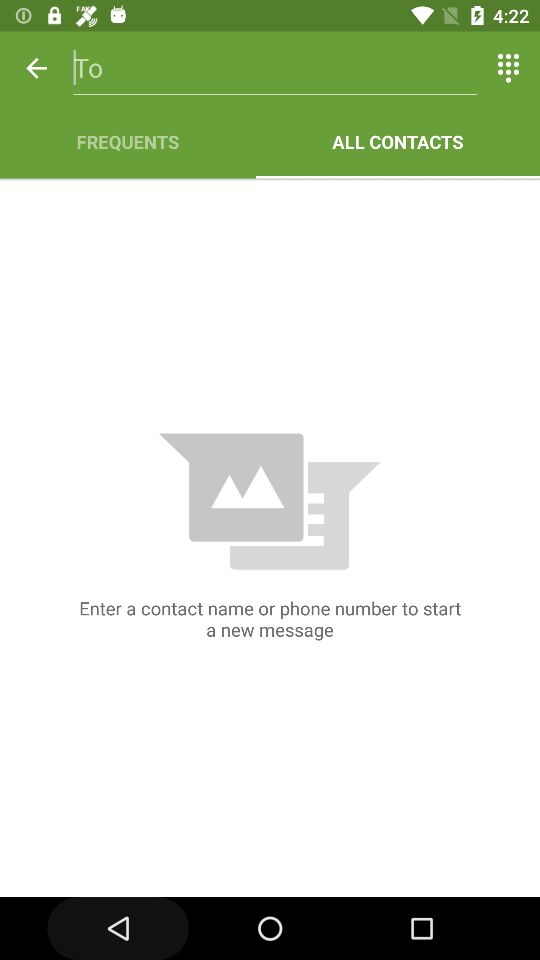 4:22
To
FREQUENTS
ALL CONTACTS
Enter a contact name or phone number to start
a new message